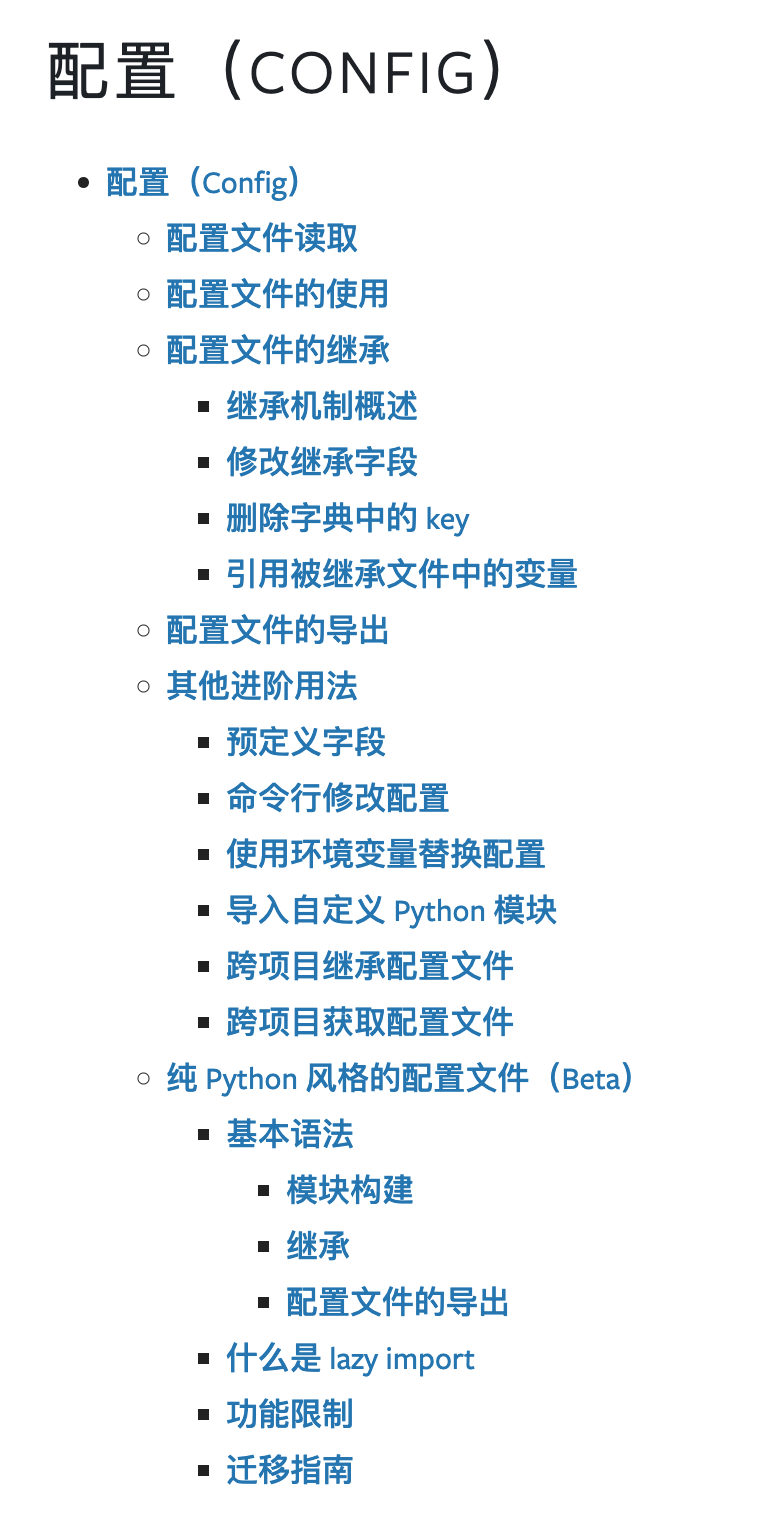 配置（CONFIG）
配置（Config）
配置文件读取
配置文件的使用
配置文件的继承
继承机制概述
修改继承字段
删除字典中的 key
引用被继承文件中的变量
配置文件的导出
其他进阶用法
预定义字段
命令行修改配置
使用环境变量替换配置
导入自定义 Python 模块
跨项目继承配置文件
跨项目获取配置文件
纯 Python 风格的配置文件（Beta）
基本语法
模块构建
继承
配置文件的导出
什么是 lazy import
功能限制
迁移指南